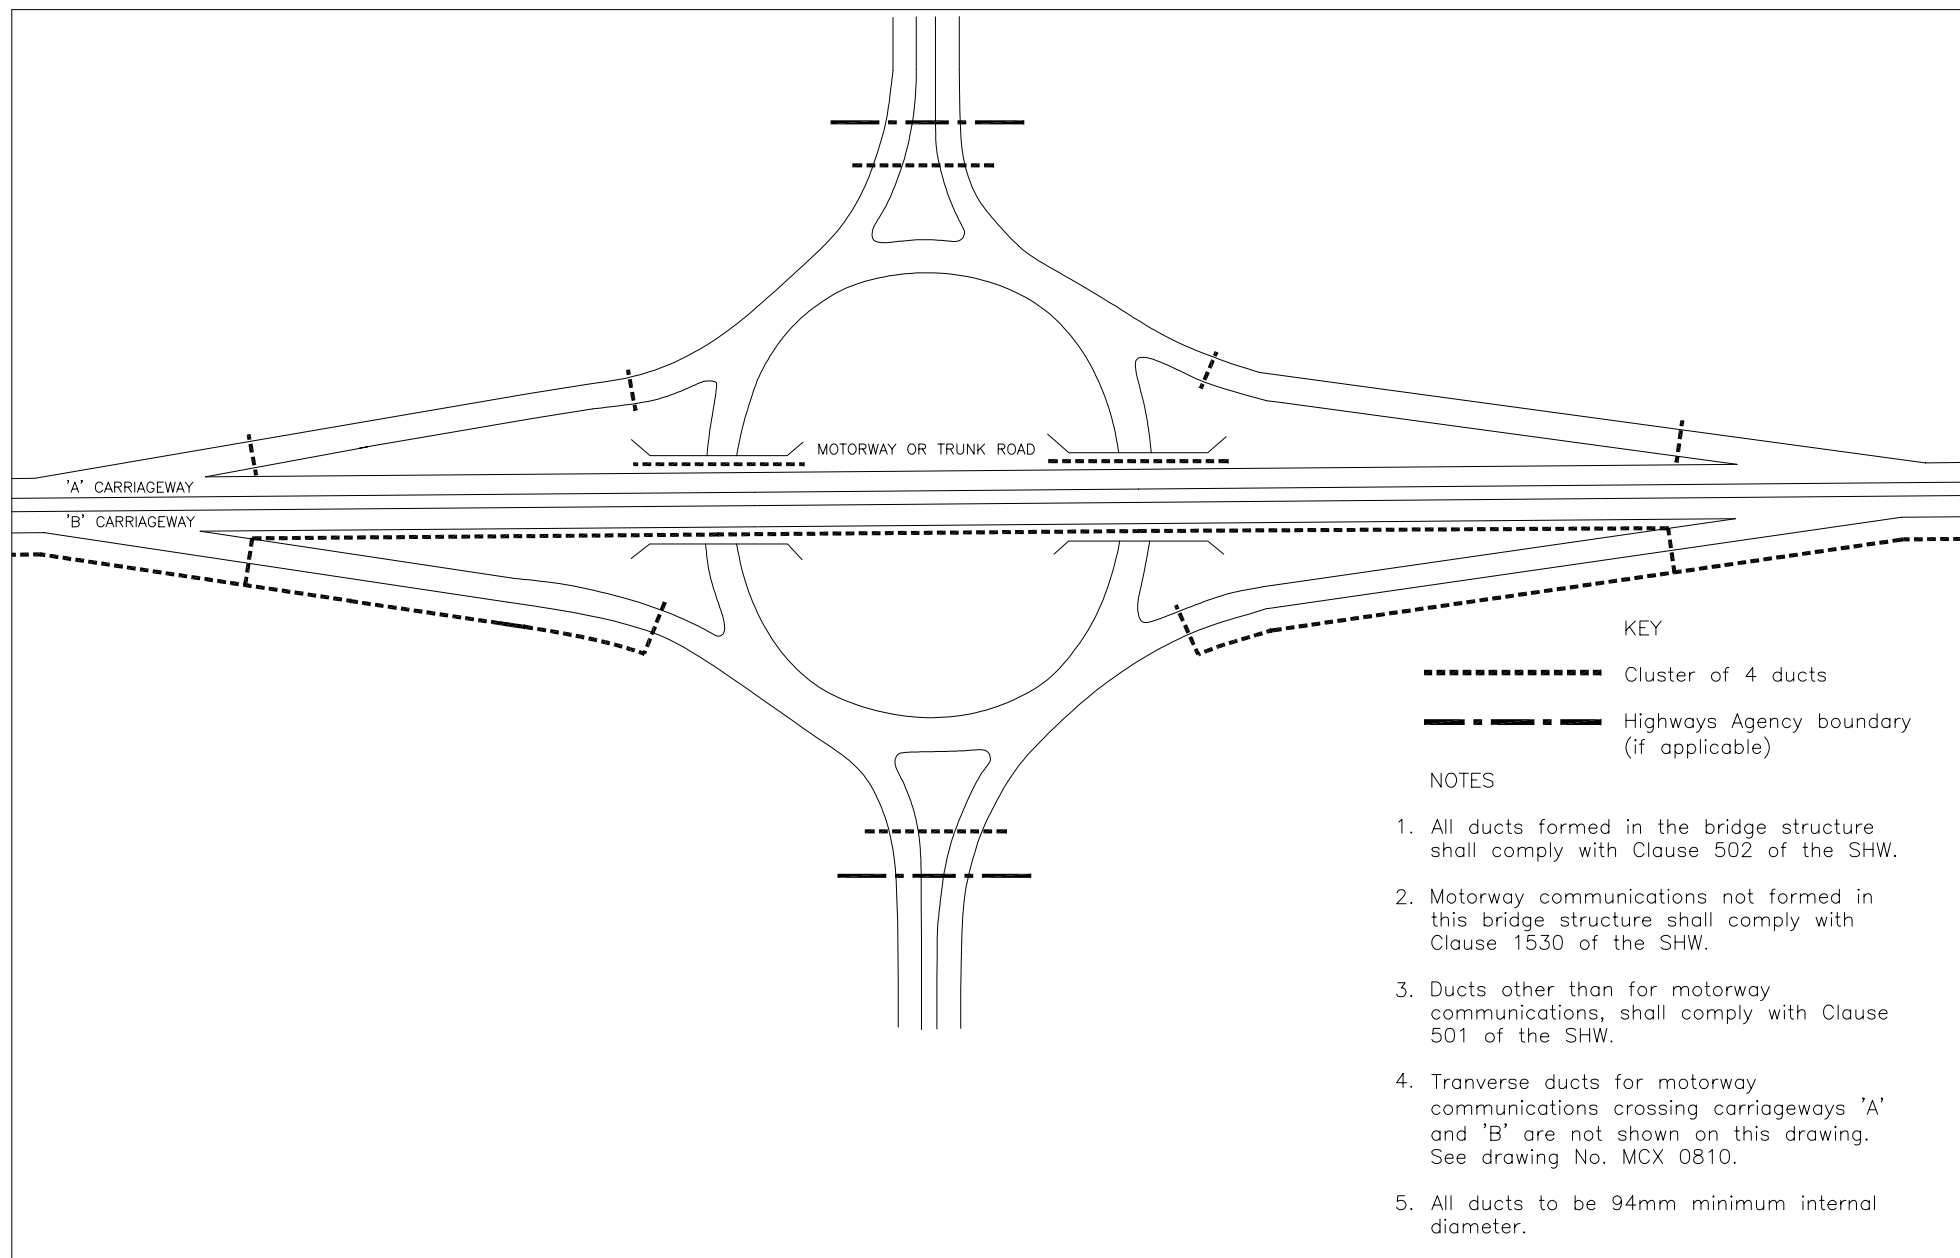 MOTORWAY OR TRUNK ROAD
'A' CARRIAGEWAY
'B' CARRIAGEWAY
KEY
Cluster of 4 ducts
Highways Agency boundary
(if applicable)
NOTES
1. All ducts formed in the bridge structure
shall comply with Clause 502 of the SHW.
2. Motorway communications not formed in
this bridge structure shall comply with
Clause 1530 of the SHW.
3. Ducts other than for motorway
communications, shall comply with Clause
501 of the SHW.
4. Tranverse ducts for motorway
communications crossing carriageways 'A'
and 'B' are not shown on this drawing.
See drawing No. MCX 0810.
5. All ducts to be 94mm minimum internal
diameter.